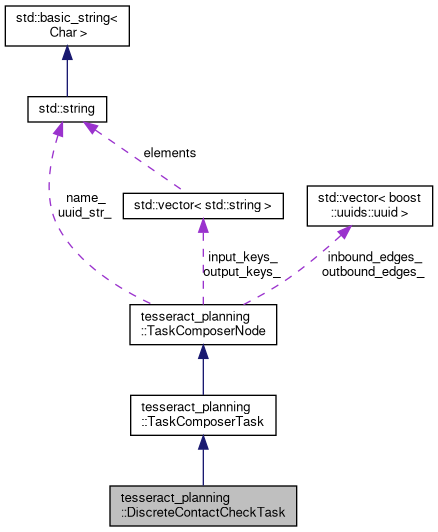 std::basic_string<
Char >
std::string
elements
name_
uuid_str_
std::vector< std::string >
std::vector< boost
::uuids::uuid >
input_keys_
output_keys_
inbound_edges_
outbound_edges_
tesseract_planning
::TaskComposerNode
tesseract_planning
::TaskComposerTask
tesseract_planning
::DiscreteContactCheckTask